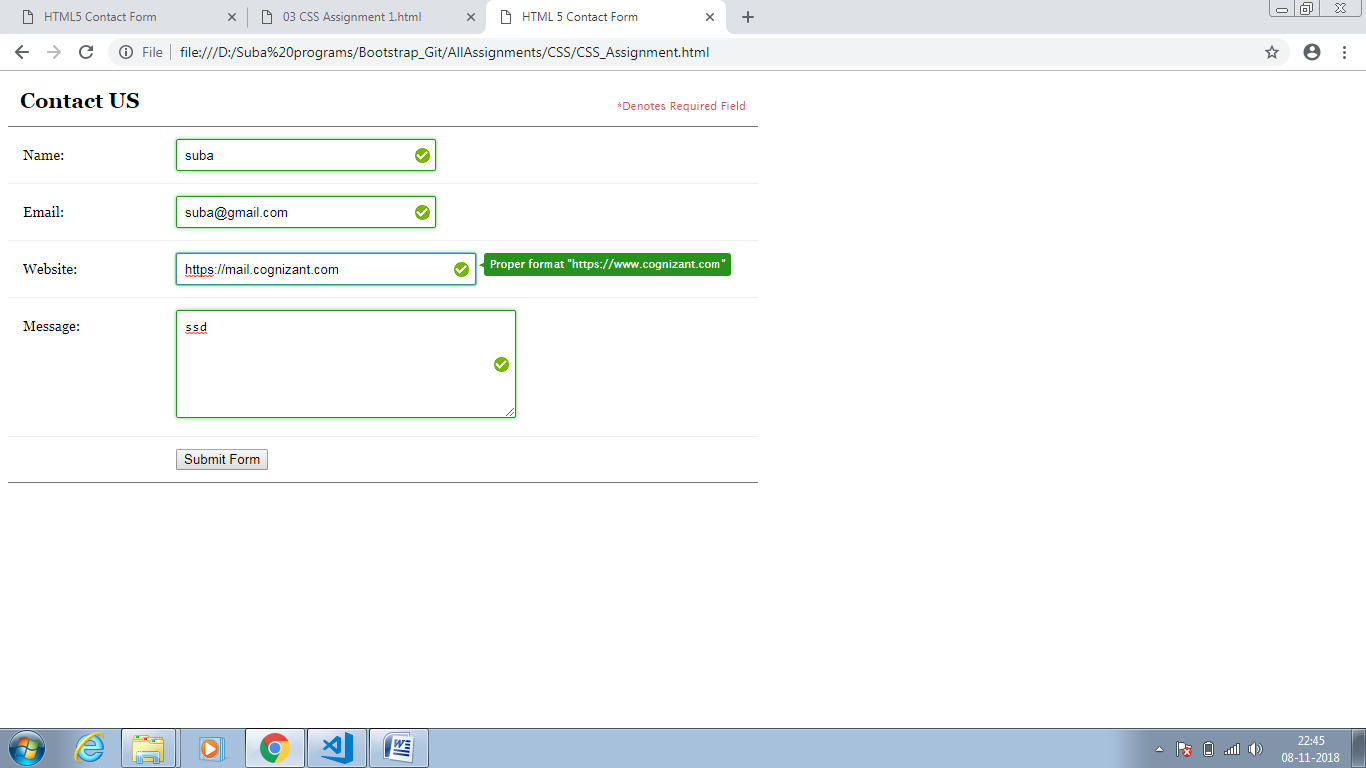 HTML5 Contact Form
03 CSS Assignment 1.html
HTML 5 Contact Form
File
file:///D:/Suba%20programs/Bootstrap_Git/AllAssignments/CSS/CSS_Assignment.html
Contact US
*Denotes Required Field
Name:
suba
Email:
suba@gmail.com
Website:
https://mail.cognizant.com
Proper format "https://www.cognizant.com"
Message:
ssd
Submit Form
22:45
08-11-2018